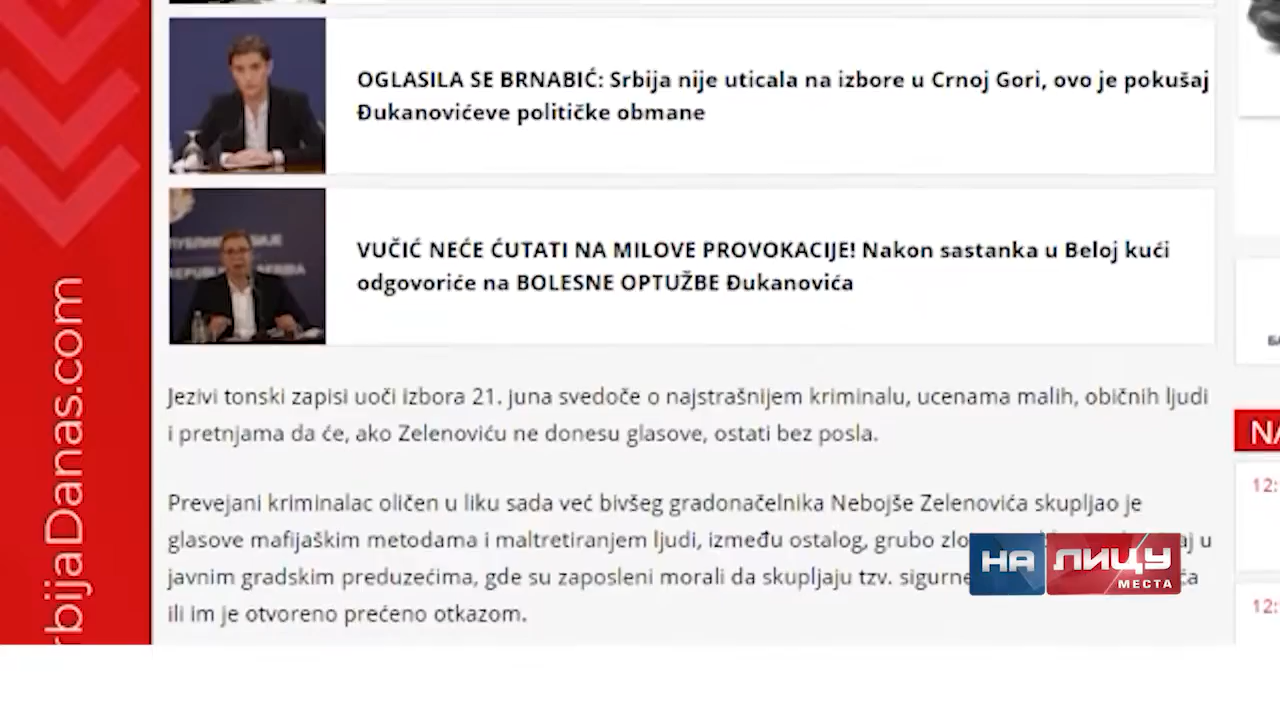 OGLASILA SE BRNABIĆ: Srbija nije uticala na izbore u Crnoj Gori, ovo je pokušaj
Đukanovićeve političke obmane
VUČIĆ NEĆE ĆUTATI NA MILOVE PROVOKACIJE! Nakon sastanka u Beloj kući
odgovoriće na BOLESNE OPTUŽBE Đukanovića
Jezivi tonski zapisi uoči izbora 21. juna svedoče o najstrašnijem kriminalu, ucenama malih, običnih ljudi
i pretnjama da će, ako Zelenoviću ne donesu glasove, ostati bez posla.
Prevejani kriminalac oličen u liku sada već bivšeg gradonačelnika Nebojše Zelenovića skupljao je
glasove mafijaškim metodama i maltretiranjem ljudi, između ostalog, grubo
javnim gradskim preduzećima, gde su zaposleni morali da skupljaju tzv.
ili im je otvoreno prećeno otkazom.
rbijaDanas.com
НА ЛИЦУ
МЕСТА
12:
12: